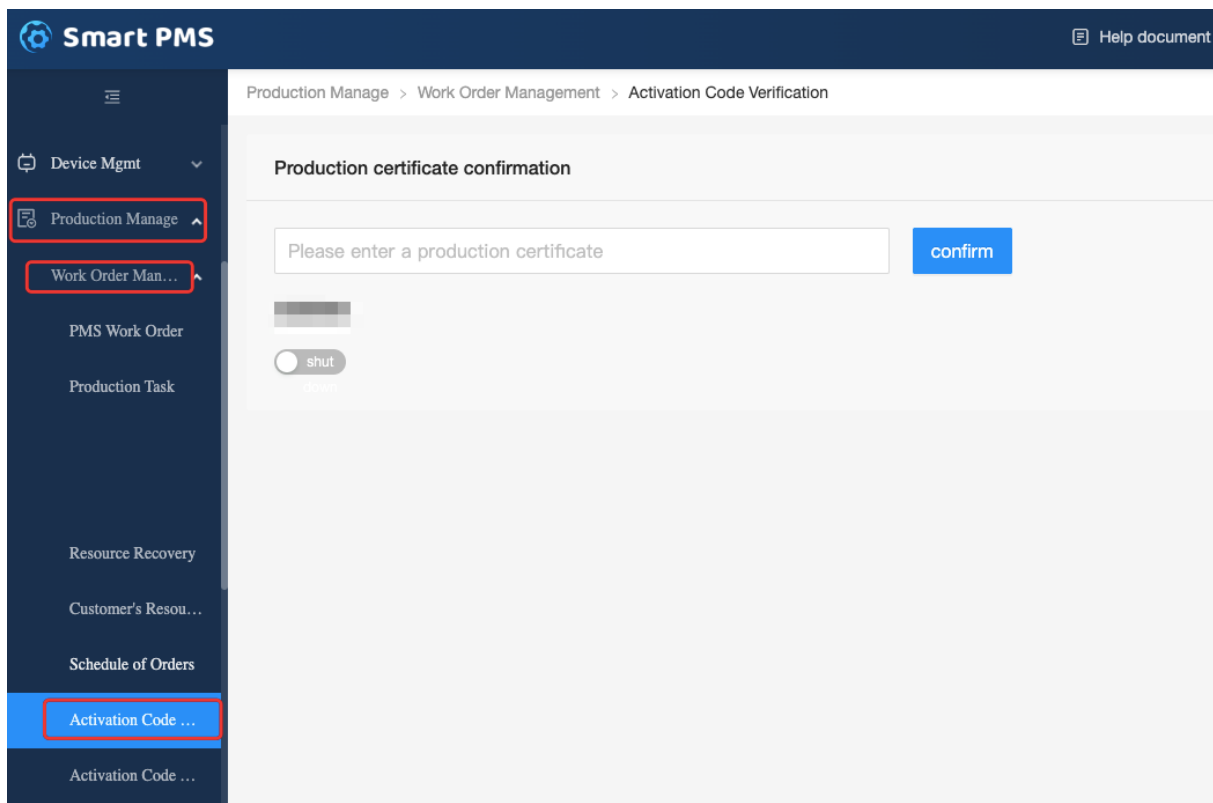 Smart PMS
Help document
Production Manage > Work Order Management > Activation Code Verification
Device Mgmt
Production Manage
Work Order Man...
PMS Work Order
Production Task
Resource Recovery
Customer's Resou...
Schedule of Orders
Activation Code ...
Activation Code ...
Production certificate confirmation
Please enter a production certificate
confirm
shut
down